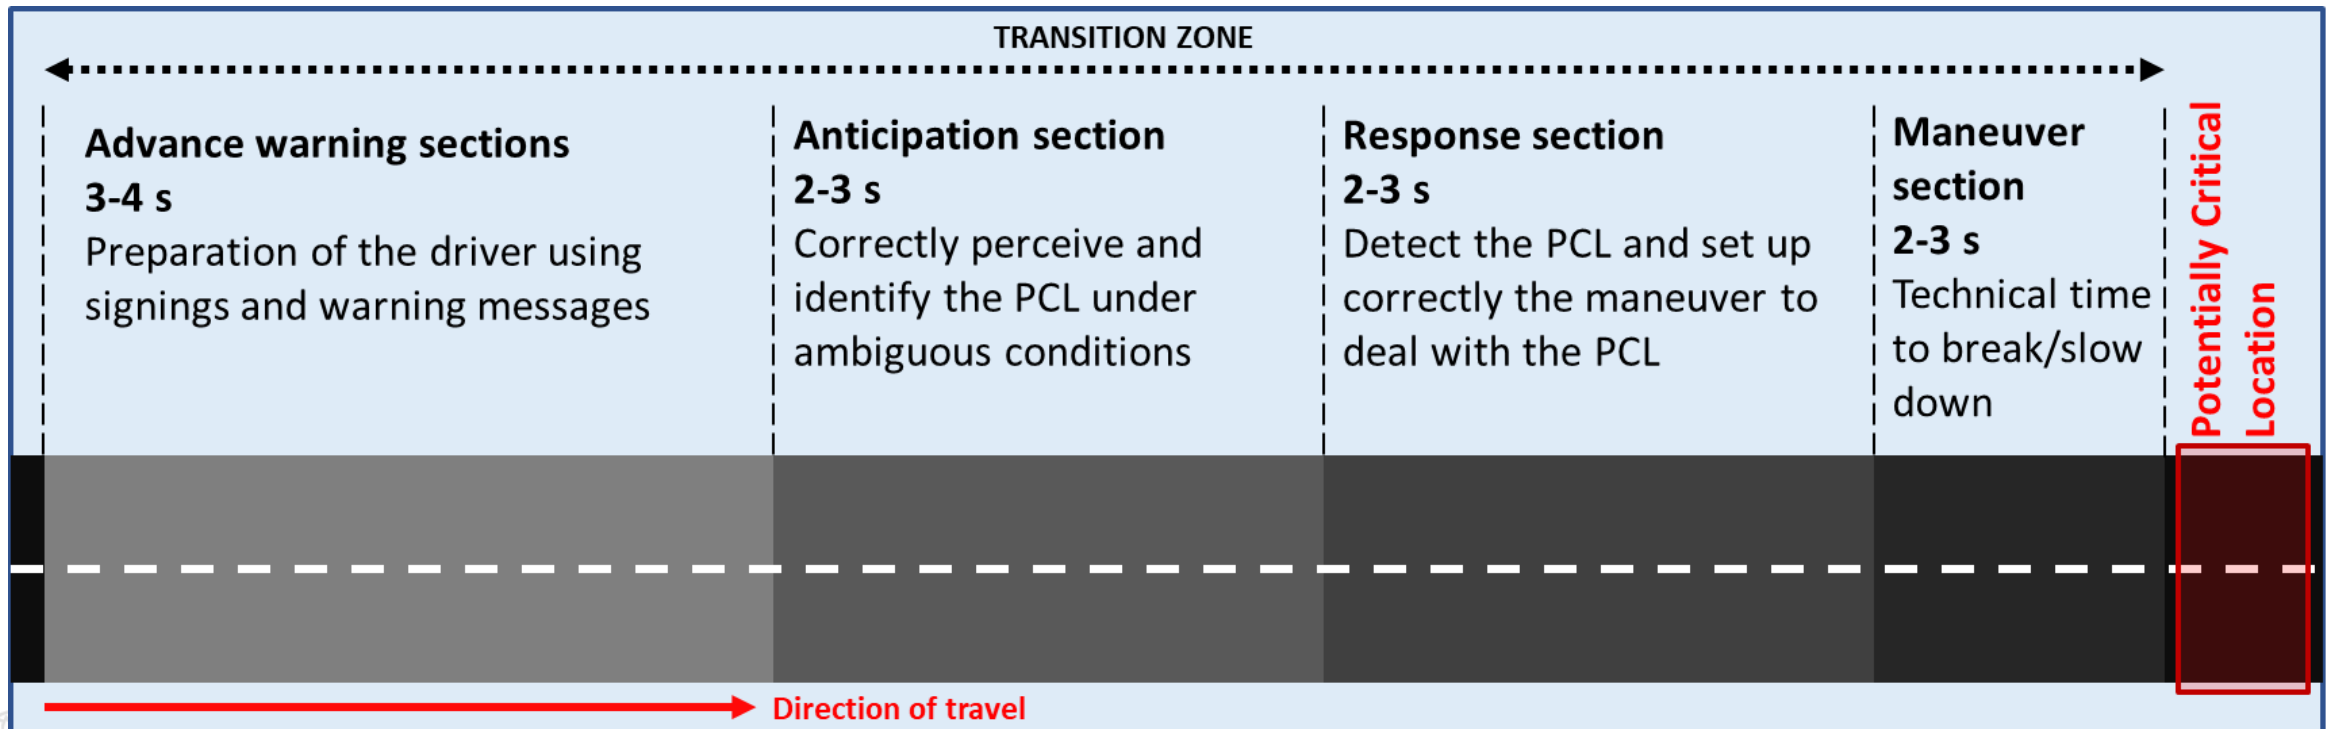 TRANSITION ZONE
Advance warning sections
3-4 s
Preparation of the driver using
signings and warning messages
Anticipation section
2-3 s
Correctly perceive and
identify the PCL under
ambiguous conditions
Response section
2-3 s
Detect the PCL and set up
correctly the maneuver to
deal with the PCL
Maneuver
section
2-3 s
Technical time
to break/slow
down
Potentially Critical
Location
Direction of travel